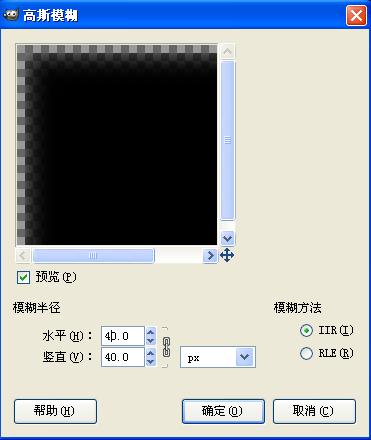 高斯模糊
预览(P)
模糊半径
水平(H)： 40.0
竖直(V)： 40.0
px
模糊方法
IIR(I)
RLE(R)
帮助(H)
确定(O)
取消(C)